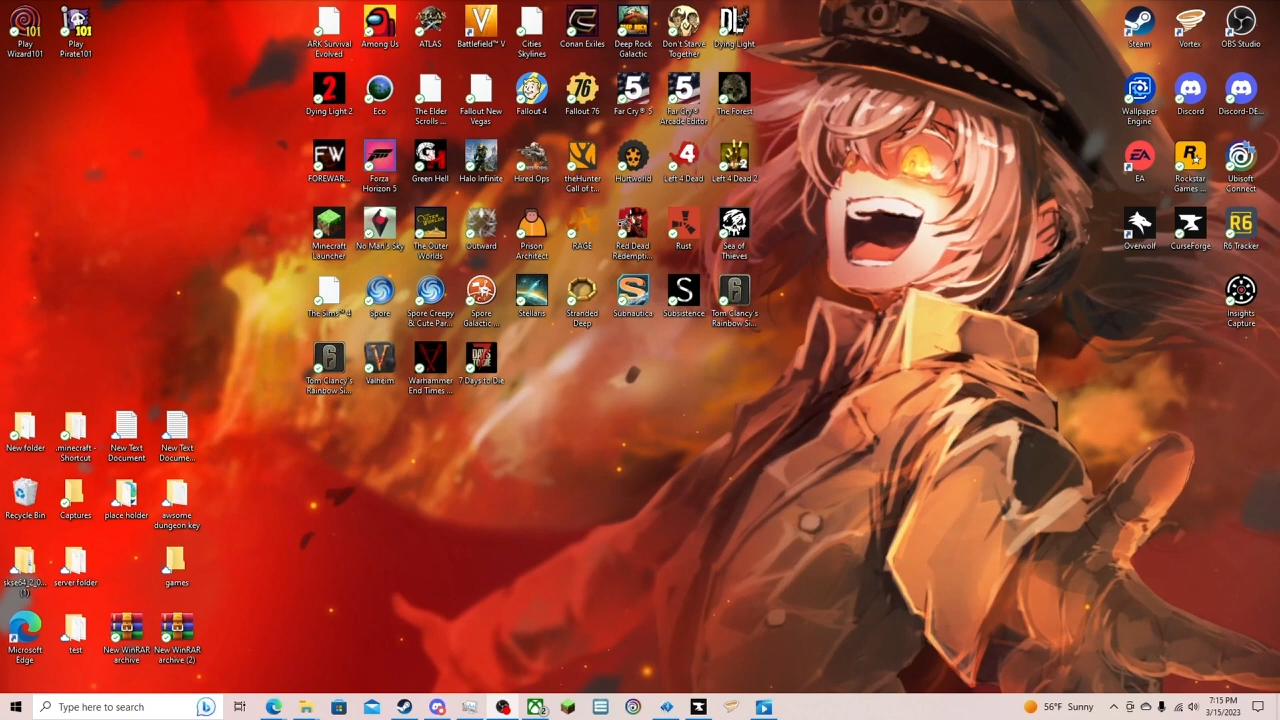 Play Wizard101
Play Pirate101
ARK Survival Evolved
Among Us
ATLAS
Battlefield™ V
Cities Skylines
Conan Exiles
Deep Rock Galactic
Don't Starve Together
Dying Light
Steam
Vortex
OBS Studio
Dying Light 2
Eco
The Elder Scrolls ...
Fallout New Vegas
Fallout 4
Fallout 76
Far Cry® 5
Far Cry® Arcade Editor
The Forest
Wallpaper Engine
Discord
Discord-DE...
FOREWAR...
Forza Horizon 5
Green Hell
Halo Infinite
Hired Ops
theHunter Call of t...
Hurtworld
Left 4 Dead
Left 4 Dead 2
EA
Rockstar Games ...
Ubisoft Connect
Minecraft Launcher
No Man's Sky
The Outer Worlds
Outward
Prison Architect
RAGE
Red Dead Redempti...
Rust
Sea of Thieves
Overwolf
CurseForge
R6 Tracker
The Sims™ 4
Spore
Spore Creepy & Cute Par...
Spore Galactic ...
Stellaris
Stranded Deep
Subnautica
Subsistence
Tom Clancy's Rainbow Si...
Insights Capture
Tom Clancy's Rainbow Si...
Valheim
Warhammer End Times ...
7 Days to Die
New folder
.minecraft - Shortcut
New Text Document
New Text Docume...
Recycle Bin
Captures
place holder
awsome dungeon key
skse64_2_0... (1)
server folder
games
Microsoft Edge
test
New WinRAR archive
New WinRAR archive (2)
Type here to search
56°F Sunny
7:15 PM
3/15/2023